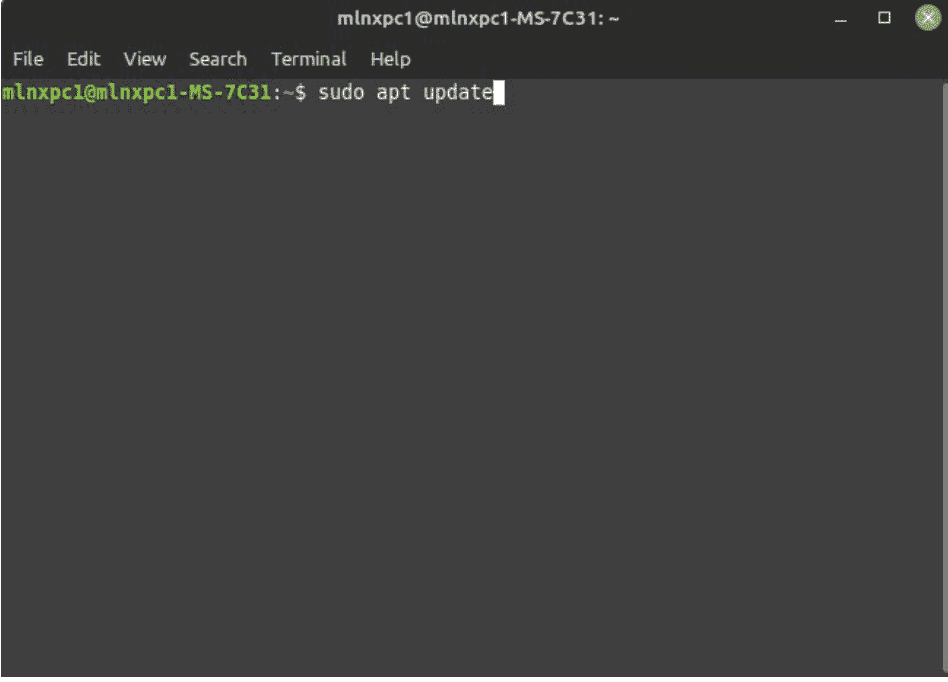 mlnxpc1@mlnxpc1-MS-7C31: ~
File Edit View Search Terminal Help
mlnxpc1@mlnxpc1-MS-7C31:~$ sudo apt update